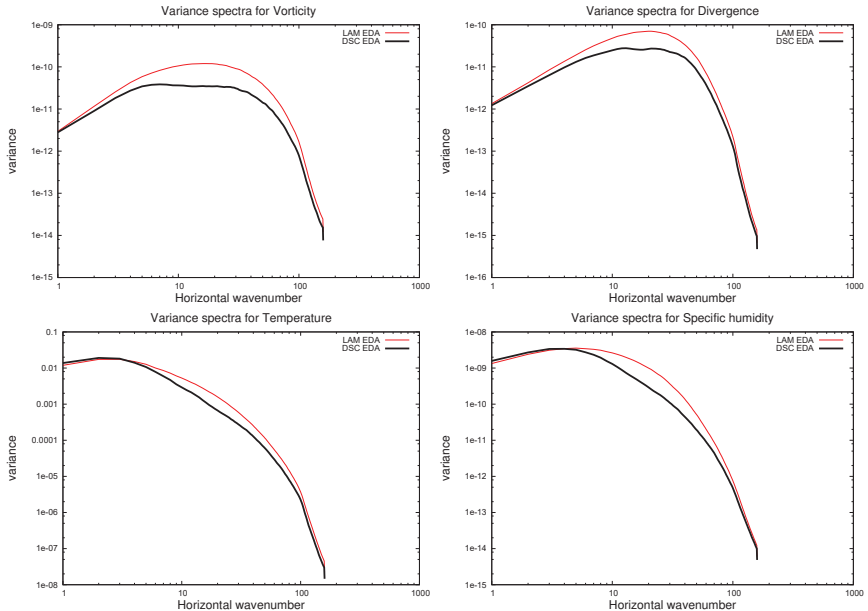 Variance spectra for Vorticity
1e-09
1e-10
1e-11
1e-12
1e-13
1e-14
1e-15
variance
1
10
100
1000
Horizontal wavenumber
LAM EDA
DSC EDA
Variance spectra for Divergence
1e-10
1e-11
1e-12
1e-13
1e-14
1e-15
1e-16
variance
1
10
100
1000
Horizontal wavenumber
LAM EDA
DSC EDA
Variance spectra for Temperature
0.1
0.01
0.001
0.0001
1e-05
1e-06
1e-07
1e-08
variance
1
10
100
1000
Horizontal wavenumber
LAM EDA
DSC EDA
Variance spectra for Specific humidity
1e-08
1e-09
1e-10
1e-11
1e-12
1e-13
1e-14
1e-15
variance
1
10
100
1000
Horizontal wavenumber
LAM EDA
DSC EDA